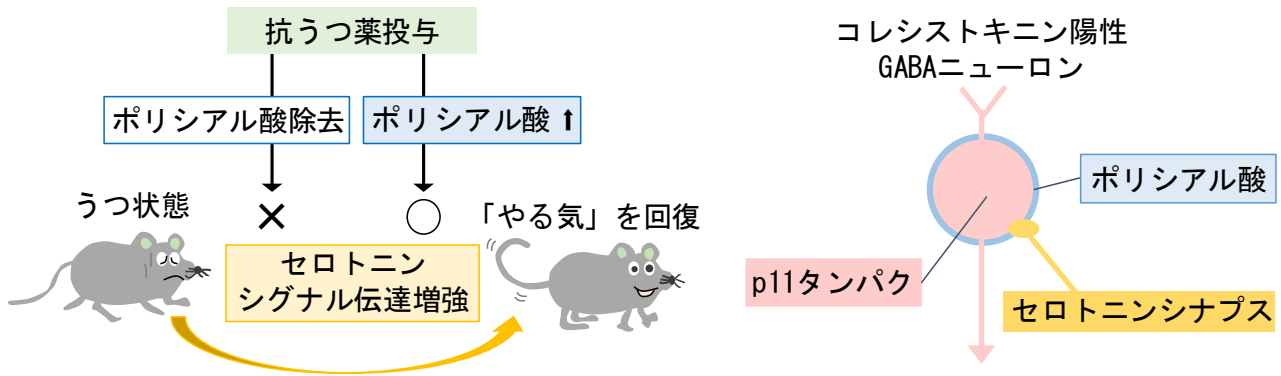 抗うつ薬投与
ポリシアル酸除去
ポリシアル酸⬆
うつ状態
×
○
「やる気」を回復
セロトニン
シグナル伝達増強
コレシストキニン陽性
GABAニューロン
ポリシアル酸
p11タンパク
セロトニンシナプス